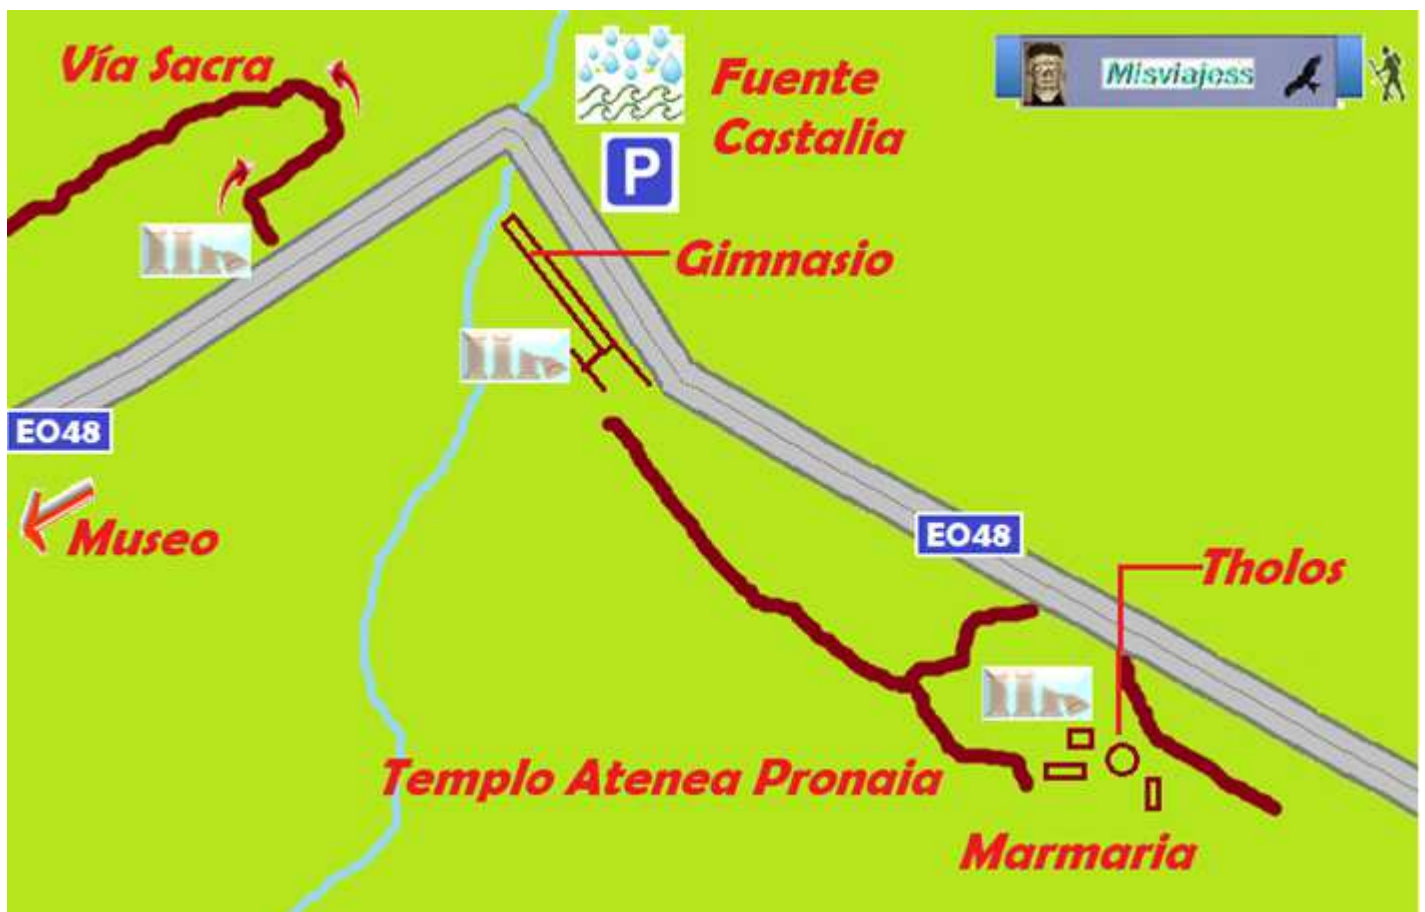 Vía Sacra
Fuente
Castalia
Misviajess
P
Gimnasio
EO48
Museo
EO48
Tholos
Templo Atenea Pronaia
Marmaria